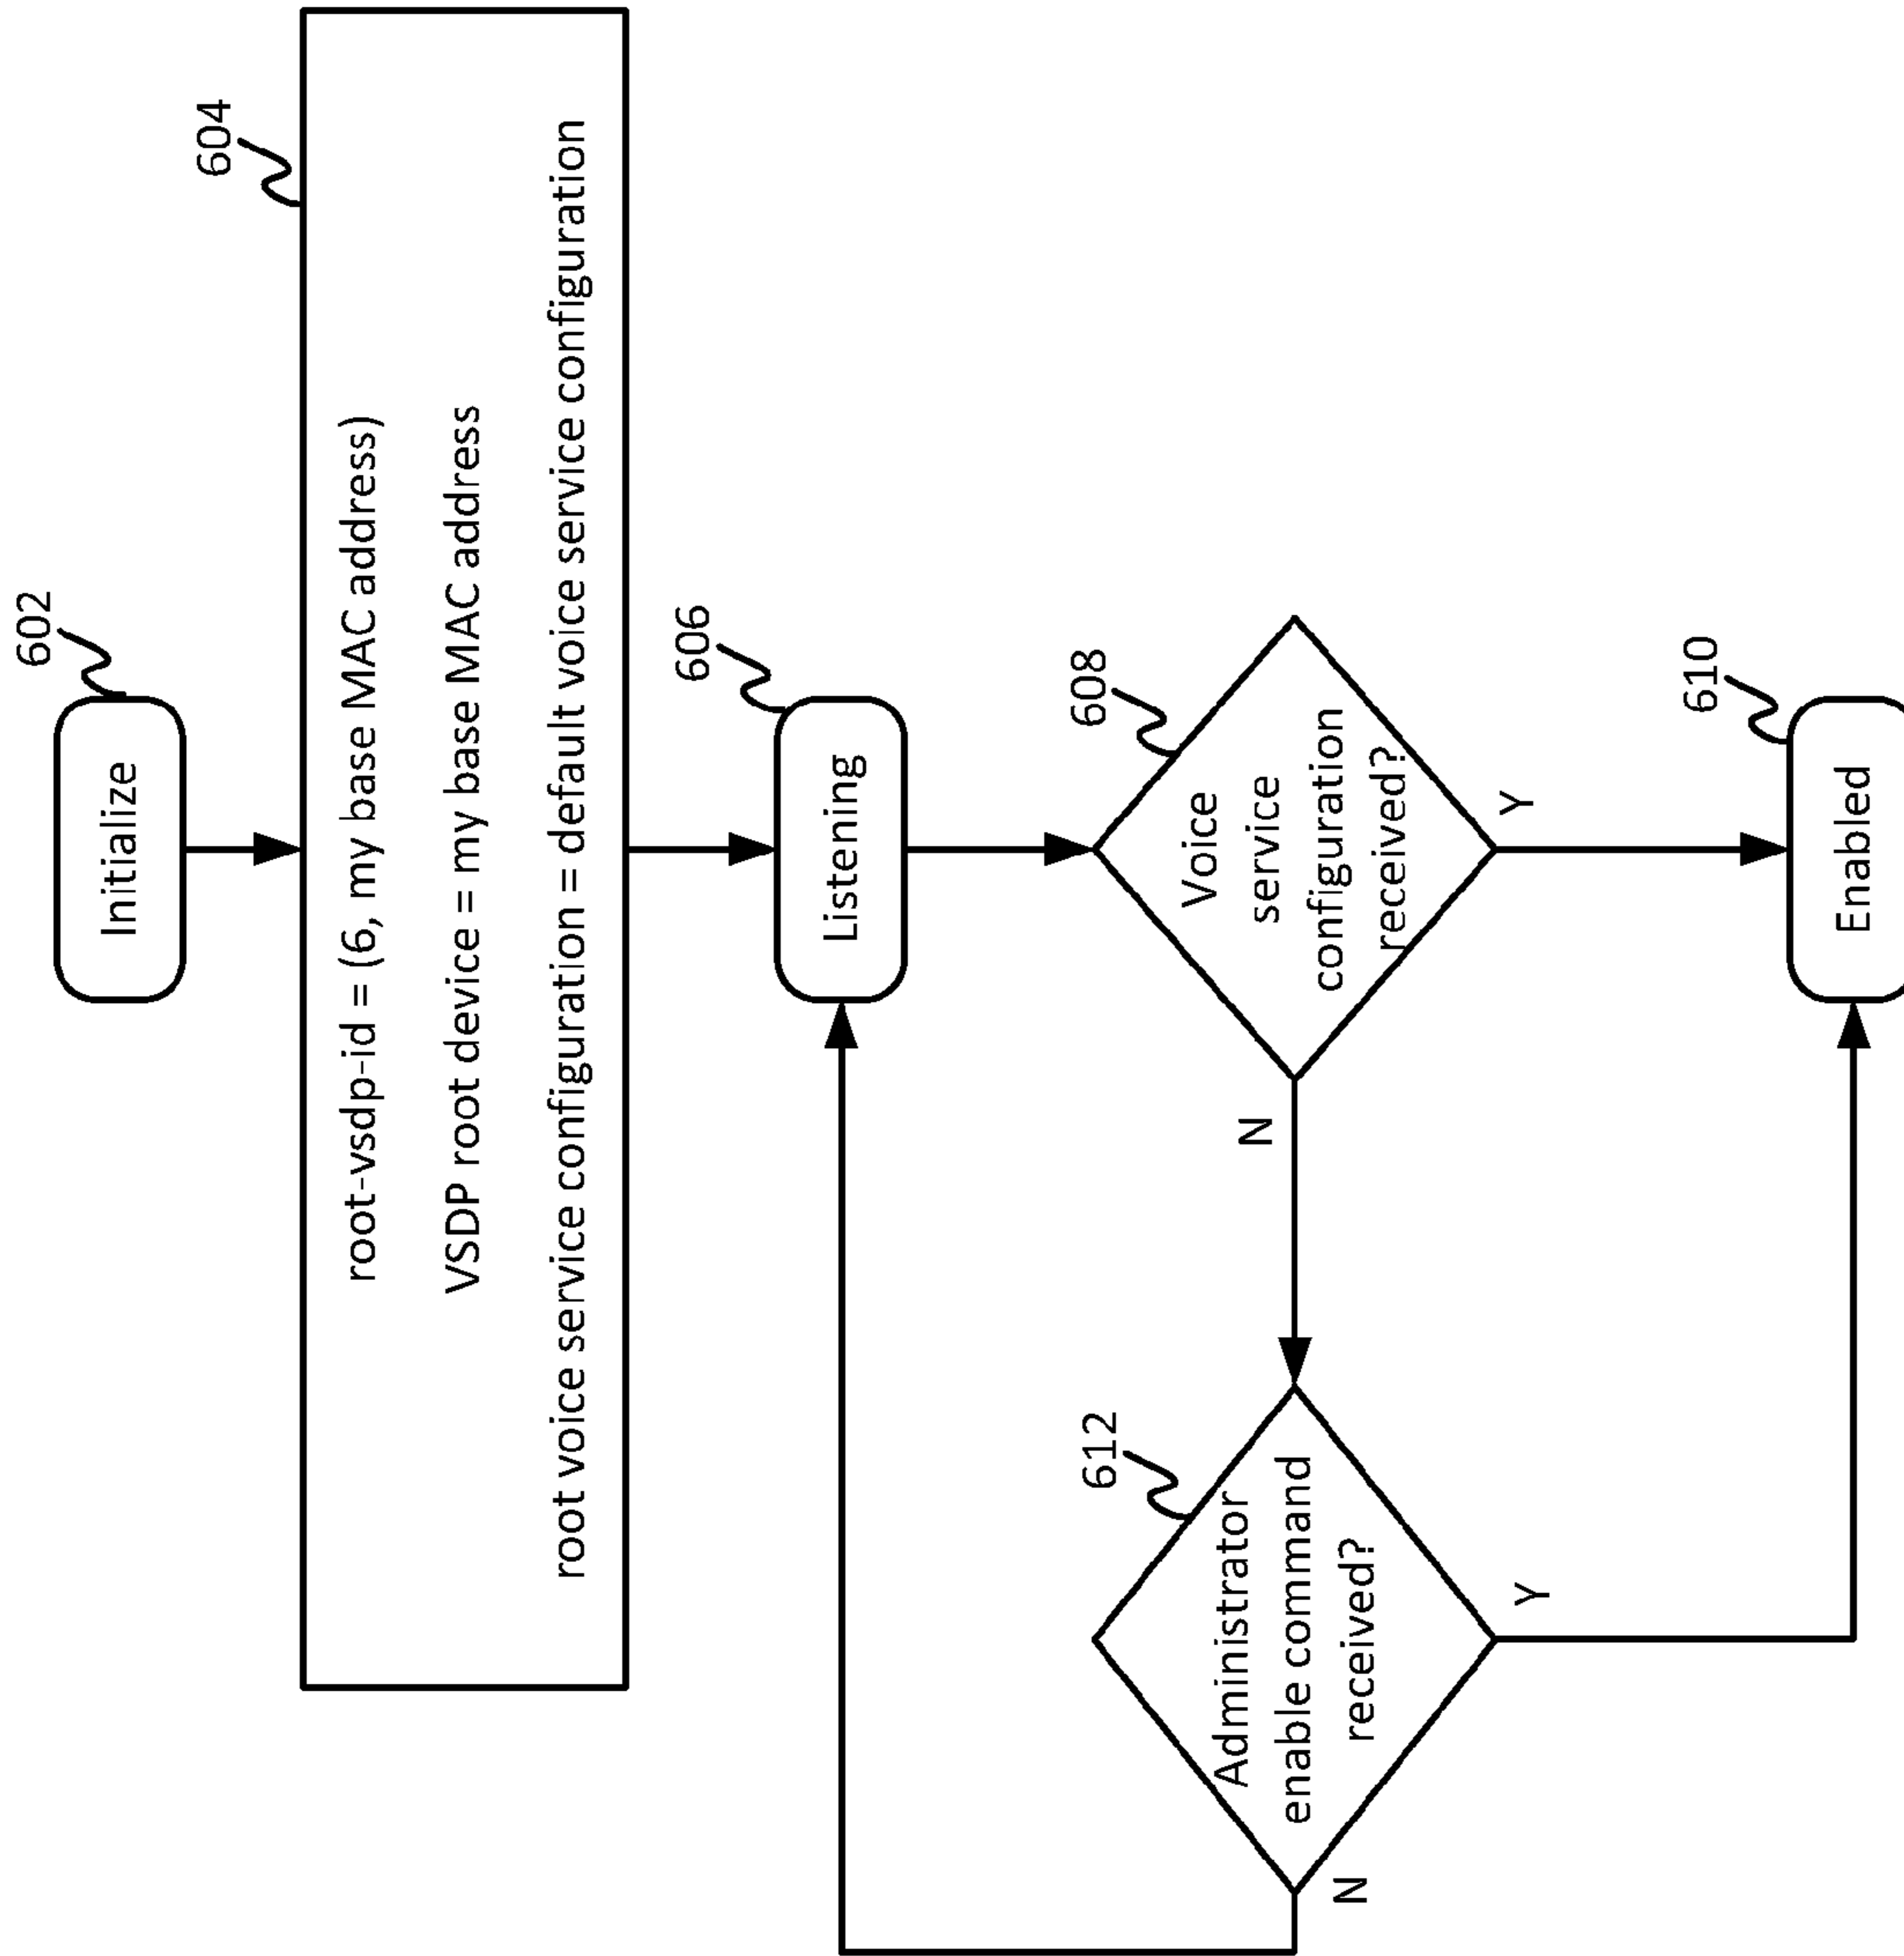 602
Initialize
604
root-vsdp-id = (6, my base MAC address)
VSDP root device = my base MAC address
root voice service configuration = default voice service configuration
606
Listening
608
Voice
service
configuration
received?
N
Y
612
Administrator
enable command
received?
N
Y
610
Enabled